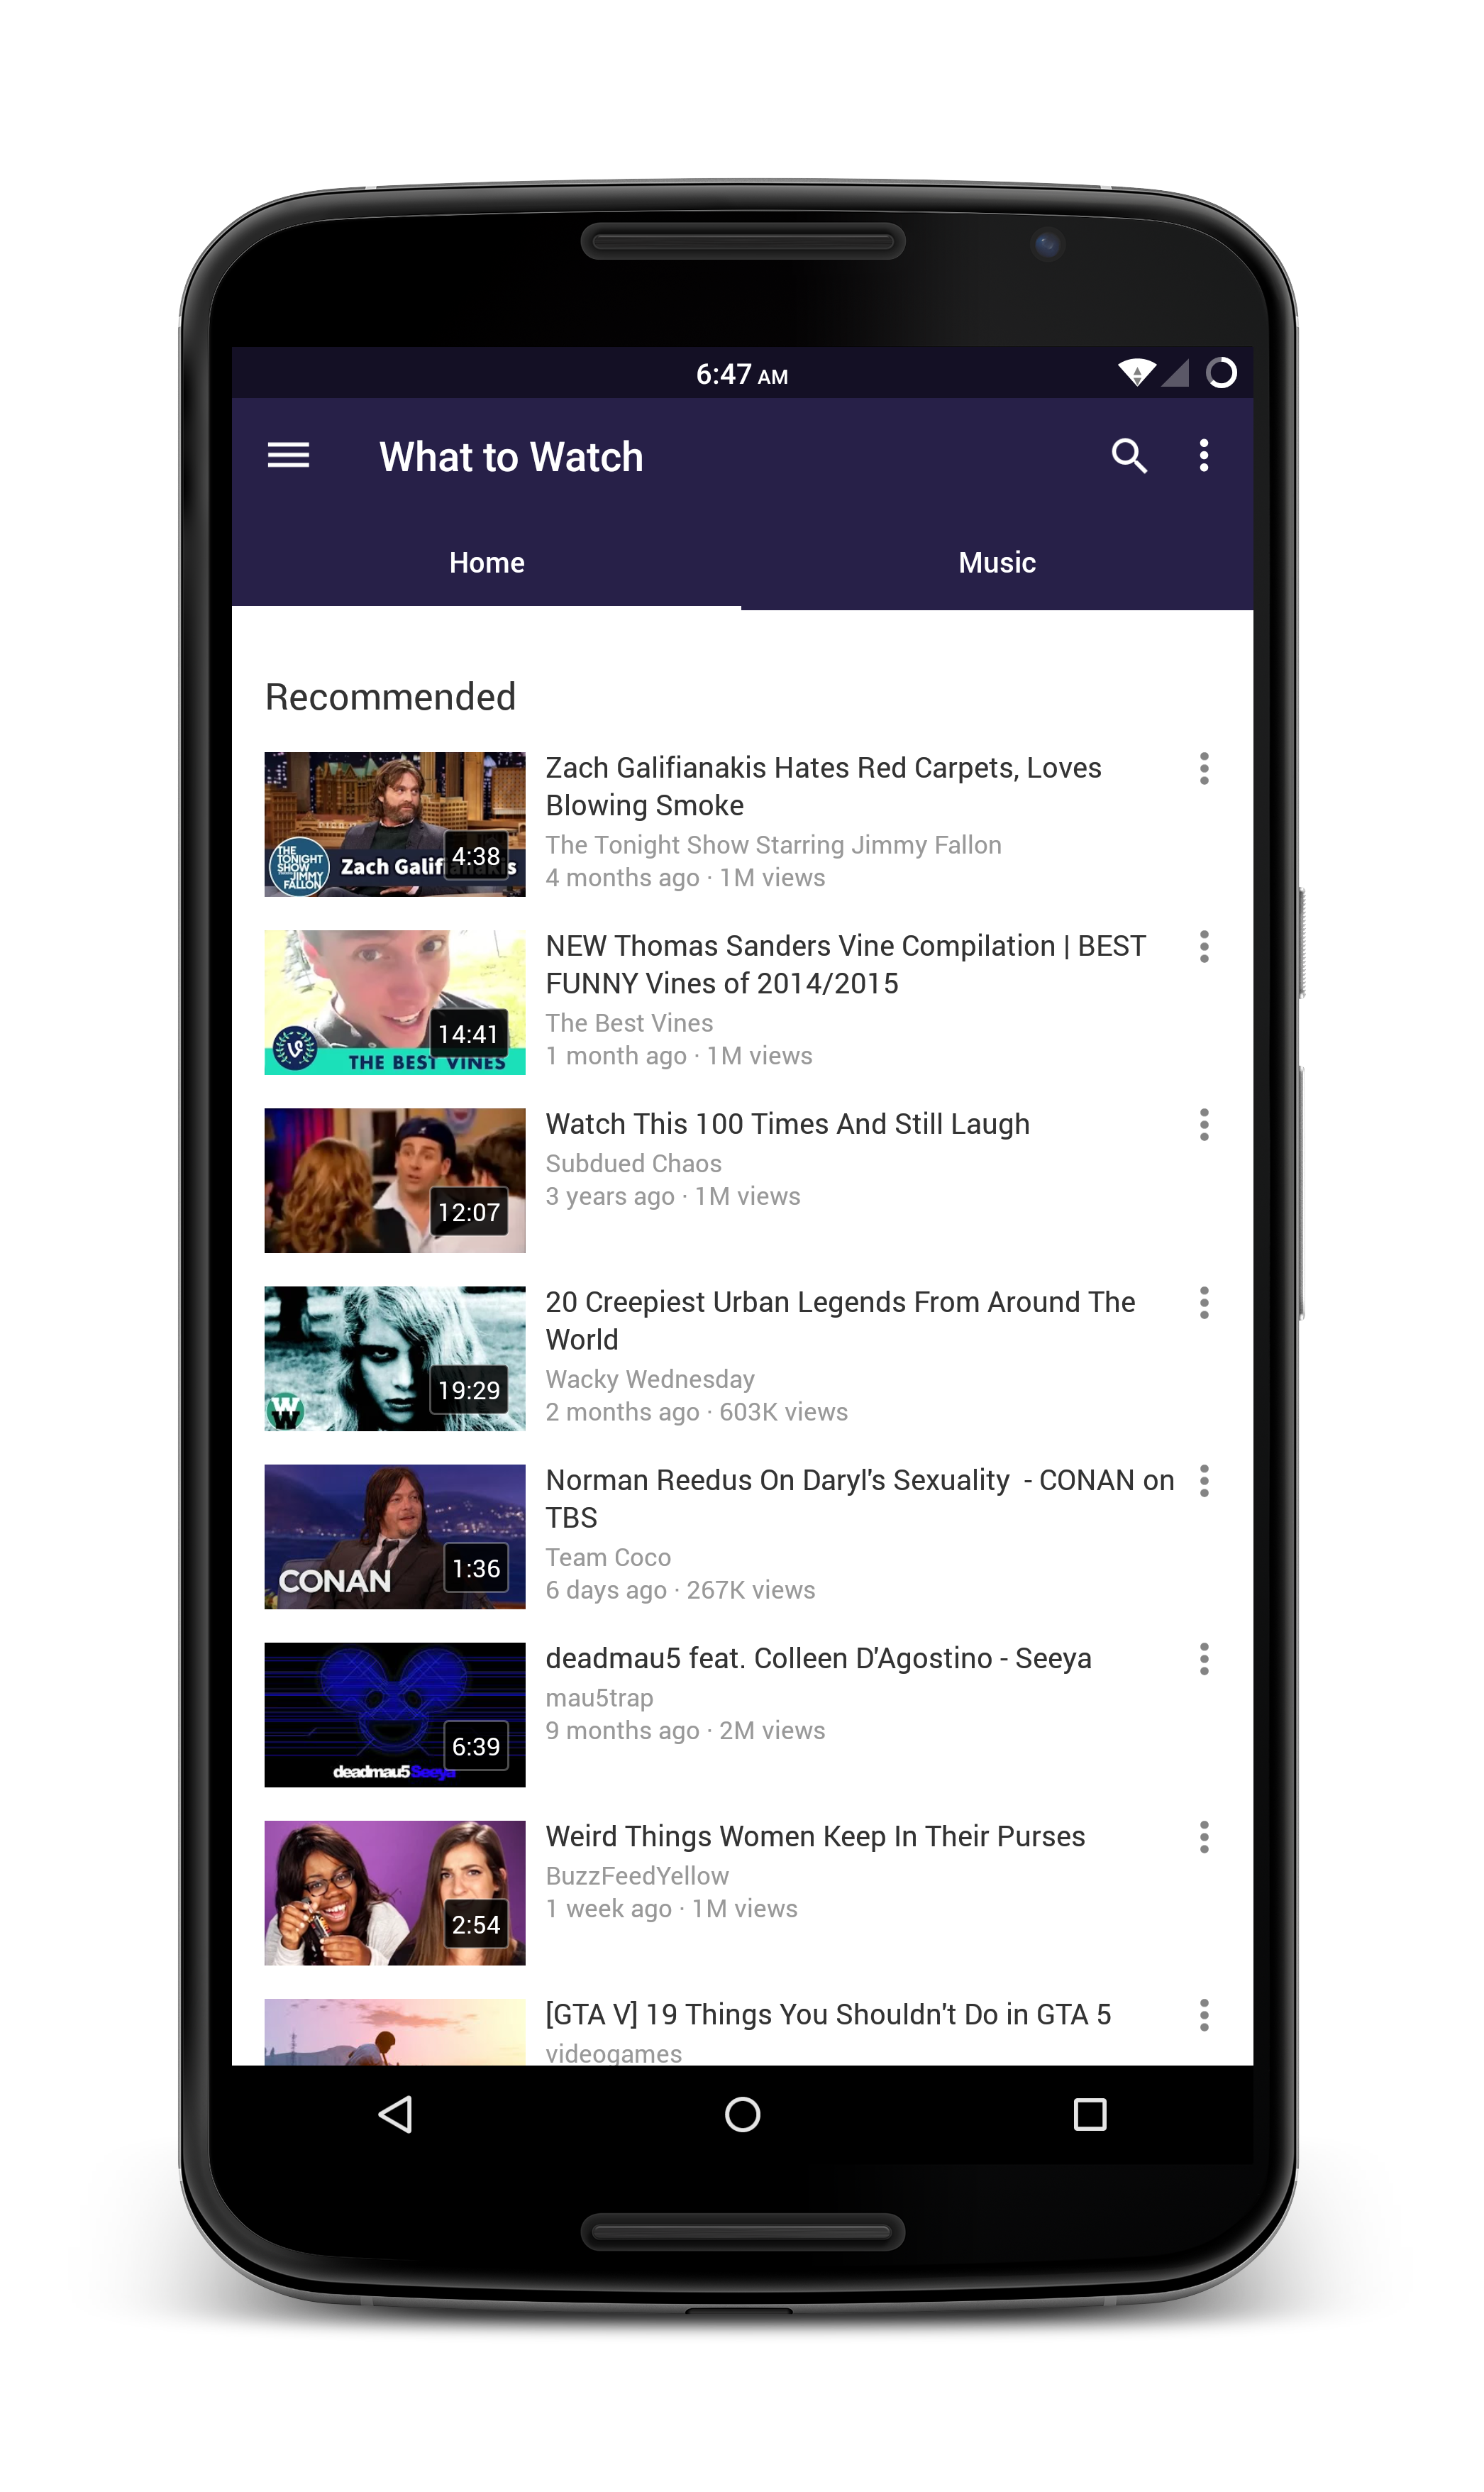 6:47 AM
What to Watch
Home
Music
Recommended
Zach Galifianakis Hates Red Carpets, Loves
Blowing Smoke
The Tonight Show Starring Jimmy Fallon
4 months ago · 1M views
THE
TONIGHT
SHOW
JIMMY
FALLON
Zach Galifianakis
4:38
NEW Thomas Sanders Vine Compilation | BEST
FUNNY Vines of 2014/2015
The Best Vines
1 month ago · 1M views
14:41
THE BEST VINES
Watch This 100 Times And Still Laugh
Subdued Chaos
3 years ago · 1M views
12:07
20 Creepiest Urban Legends From Around The
World
Wacky Wednesday
2 months ago · 603K views
19:29
W
W
Norman Reedus On Daryl's Sexuality  - CONAN on
TBS
Team Coco
6 days ago · 267K views
1:36
CONAN
deadmau5 feat. Colleen D'Agostino - Seeya
mau5trap
9 months ago · 2M views
6:39
deadmau5 Seeya
Weird Things Women Keep In Their Purses
BuzzFeedYellow
1 week ago · 1M views
2:54
[GTA V] 19 Things You Shouldn't Do in GTA 5
videogames